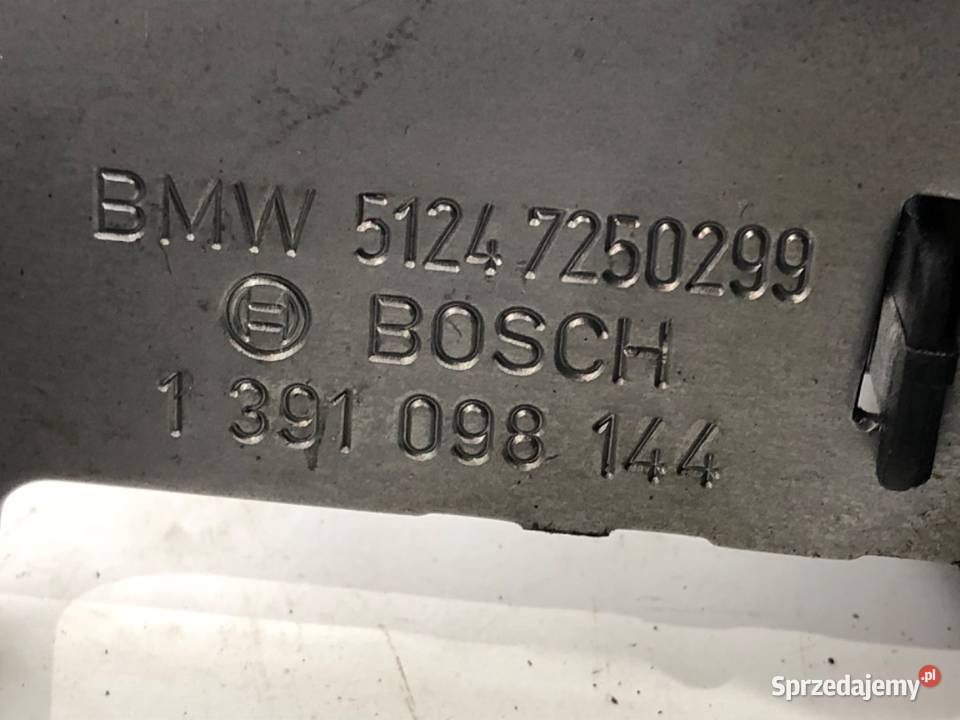 BMW 5124 7250299
BOSCH
1 391 098 144
Sprzedajemy.pl